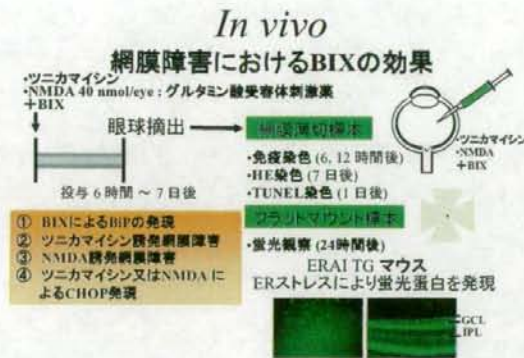 In vivo
網膜障害におけるBIXの効果
・ツニカマイシン
・NMDA 40 nmol/eye : グルタミン酸受容体刺激薬
+BIX
眼球摘出
網膜薄切標本
・免疫染色 (6, 12 時間後)
・HE染色 (7 日後)
・TUNEL染色 (1 日後)
投与 6 時間 ~ 7 日後
・ツニカマイシン
・NMDA
+BIX
フラットマウント標本
・蛍光観察 (24時間後)
① BIXによるBiPの発現
② ツニカマイシン誘発網膜障害
③ NMDA誘発網膜障害
④ ツニカマイシン又はNMDA に
よるCHOP発現
ERAI TG マウス
ERストレスにより蛍光蛋白を発現
GCL
IPL